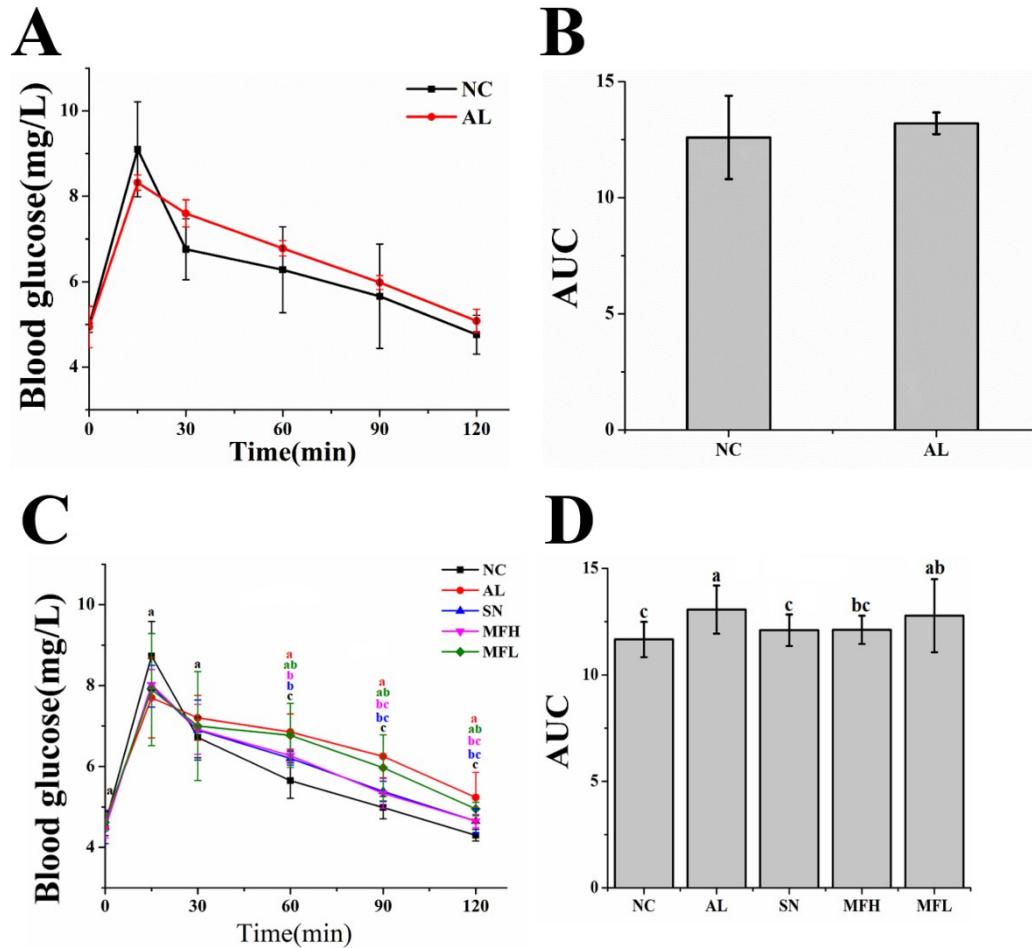 A
Blood glucose(mg/L)
10
8
6
4
NC
AL
0
30
60
90
120
Time(min)
B
AUC
15
10
5
0
NC
AL
C
Blood glucose(mg/L)
10
8
6
4
NC
AL
SN
MFH
MFL
a
a
a
a
ab
b
b
c
a
ab
bc
bc
c
a
ab
bc
bc
c
0
30
60
90
120
Time(min)
D
AUC
15
10
5
0
c
a
c
bc
ab
NC
AL
SN
MFH
MFL